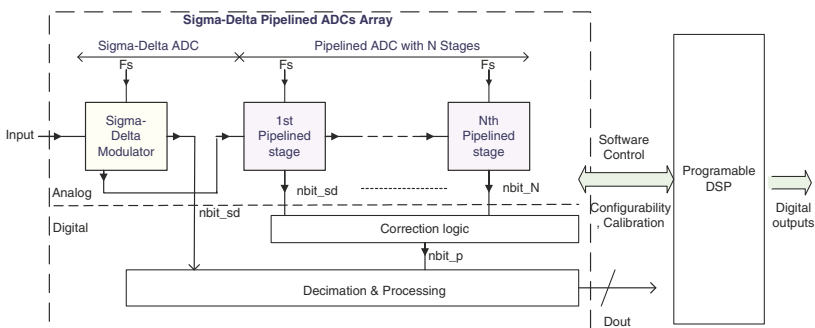 Sigma-Delta Pipelined ADCs Array
Sigma-Delta ADC
Pipelined ADC with N Stages
Fs
Fs
Fs
Input
Sigma-
Delta
Modulator
1st
Pipelined
stage
Nth
Pipelined
stage
Software
Control
Programable
DSP
Analog
nbit_sd
nbit_N
nbit_sd
Digital
Configurability
, Calibration
Digital
outputs
Correction logic
nbit_p
Decimation & Processing
Dout